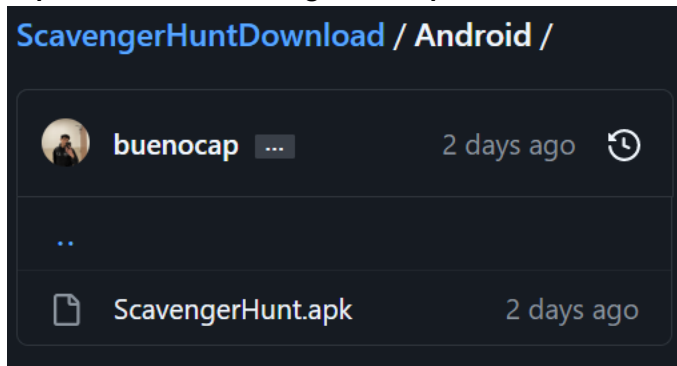 ScavengerHuntDownload / Android /
buenocap ... 2 days ago
..
ScavengerHunt.apk 2 days ago